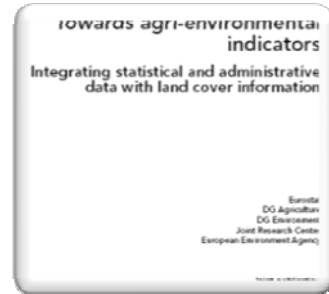 Towards agri-environmental
indicators
Integrating statistical and administrative
data with land cover information
Eurostat
DG Agriculture
DG Environment
Joint Research Center
European Environment Agency